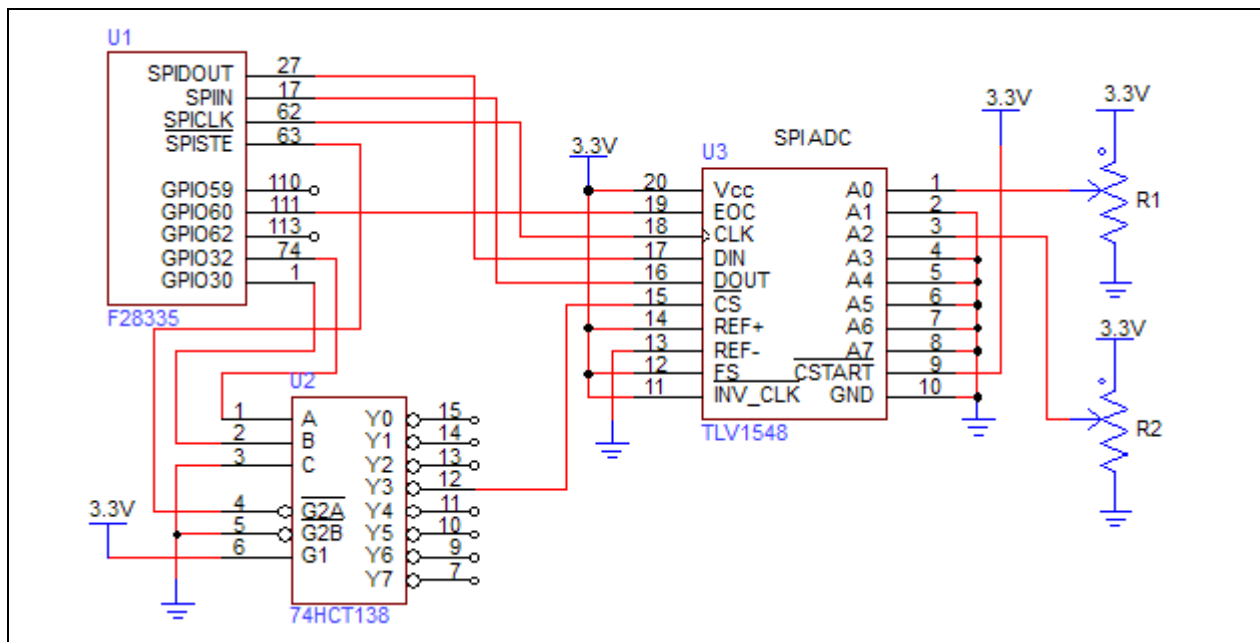 U1
SPIDOUT 27
SPIIN 17
SPICLK 62
SPISTE 63
GPIO59 110
GPIO60 111
GPIO62 113
GPIO32 74
GPIO30 1
F28335
U2
1 A Y0 15
2 B Y1 14
3 C Y2 13
Y3 12
4 G2A Y4 11
5 G2B Y5 10
6 G1 Y6 9
Y7 7
3.3V
74HCT138
3.3V
SPIADC
U3
20 Vcc A0 1
19 EOC A1 2
18 CLK A2 3
17 DIN A3 4
16 DOUT A4 5
15 CS A5 6
14 REF+ A6 7
13 REF- A7 8
12 FS CSTART 9
11 INV_CLK GND 10
TLV1548
3.3V
3.3V
R1
3.3V
R2